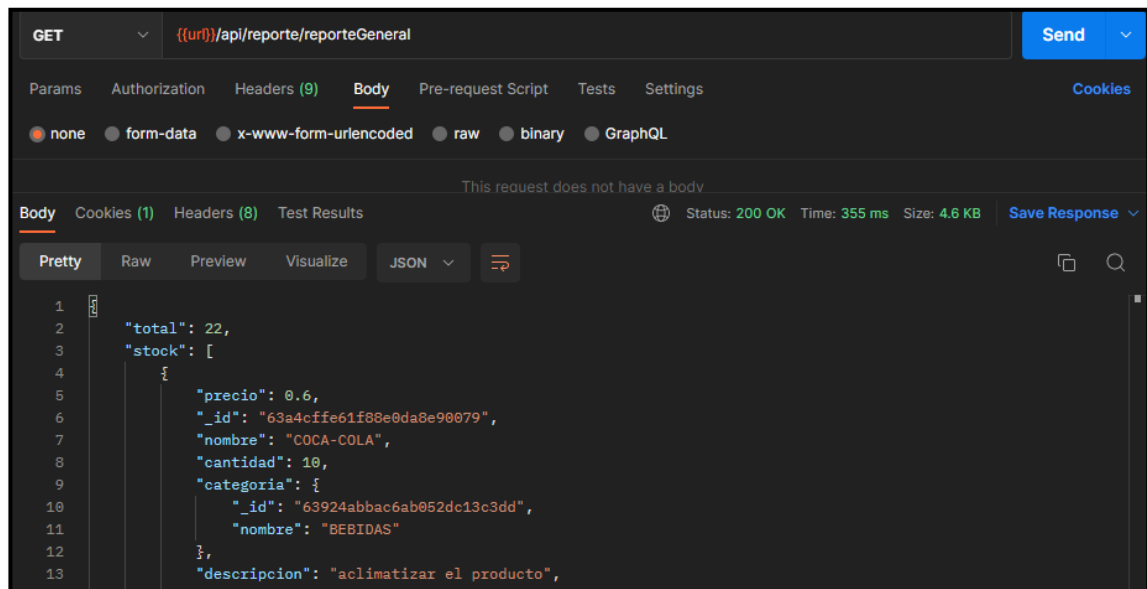 GET {{url}}/api/reporte/reporteGeneral Send
Params Authorization Headers (9) Body Pre-request Script Tests Settings Cookies
none form-data x-www-form-urlencoded raw binary GraphQL
This request does not have a body
Body Cookies (1) Headers (8) Test Results Status: 200 OK Time: 355 ms Size: 4.6 KB Save Response
Pretty Raw Preview Visualize JSON
1 {
2 "total": 22,
3 "stock": [
4 {
5 "precio": 0.6,
6 "_id": "63a4cffe61f88e0da8e90079",
7 "nombre": "COCA-COLA",
8 "cantidad": 10,
9 "categoria": {
10 "_id": "63924abbac6ab052dc13c3dd",
11 "nombre": "BEBIDAS"
12 },
13 "descripcion": "aclimatizar el producto",